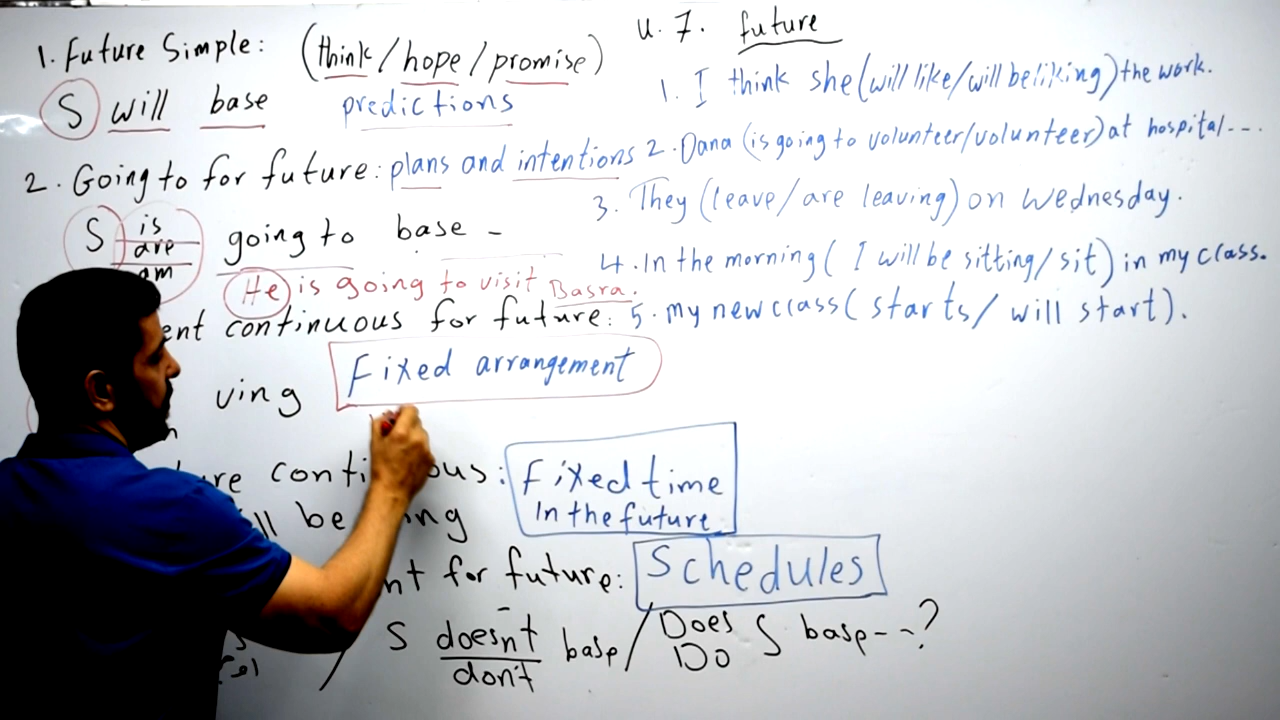 u. 7. future
1. Future Simple: (think/hope/promise)
S will base predictions
2. Going to for future: plans and intentions
S is
are
am
going to base -
He is going to visit Basra.
ent continuous for future:
Fixed arrangement
ving
re conti ous:
Fixed time
In the future
ll be ng
nt for future: Schedules
S doesn't
don't
base/
Does
DO
S base--?
1. I think she (will like/will be liking) the work.
2. Dana (is going to volunteer/volunteer) at hospital---.
3. They (leave/are leaving) on Wednesday.
4. In the morning ( I will be sitting/sit) in my class.
5. my new class ( starts/ will start).